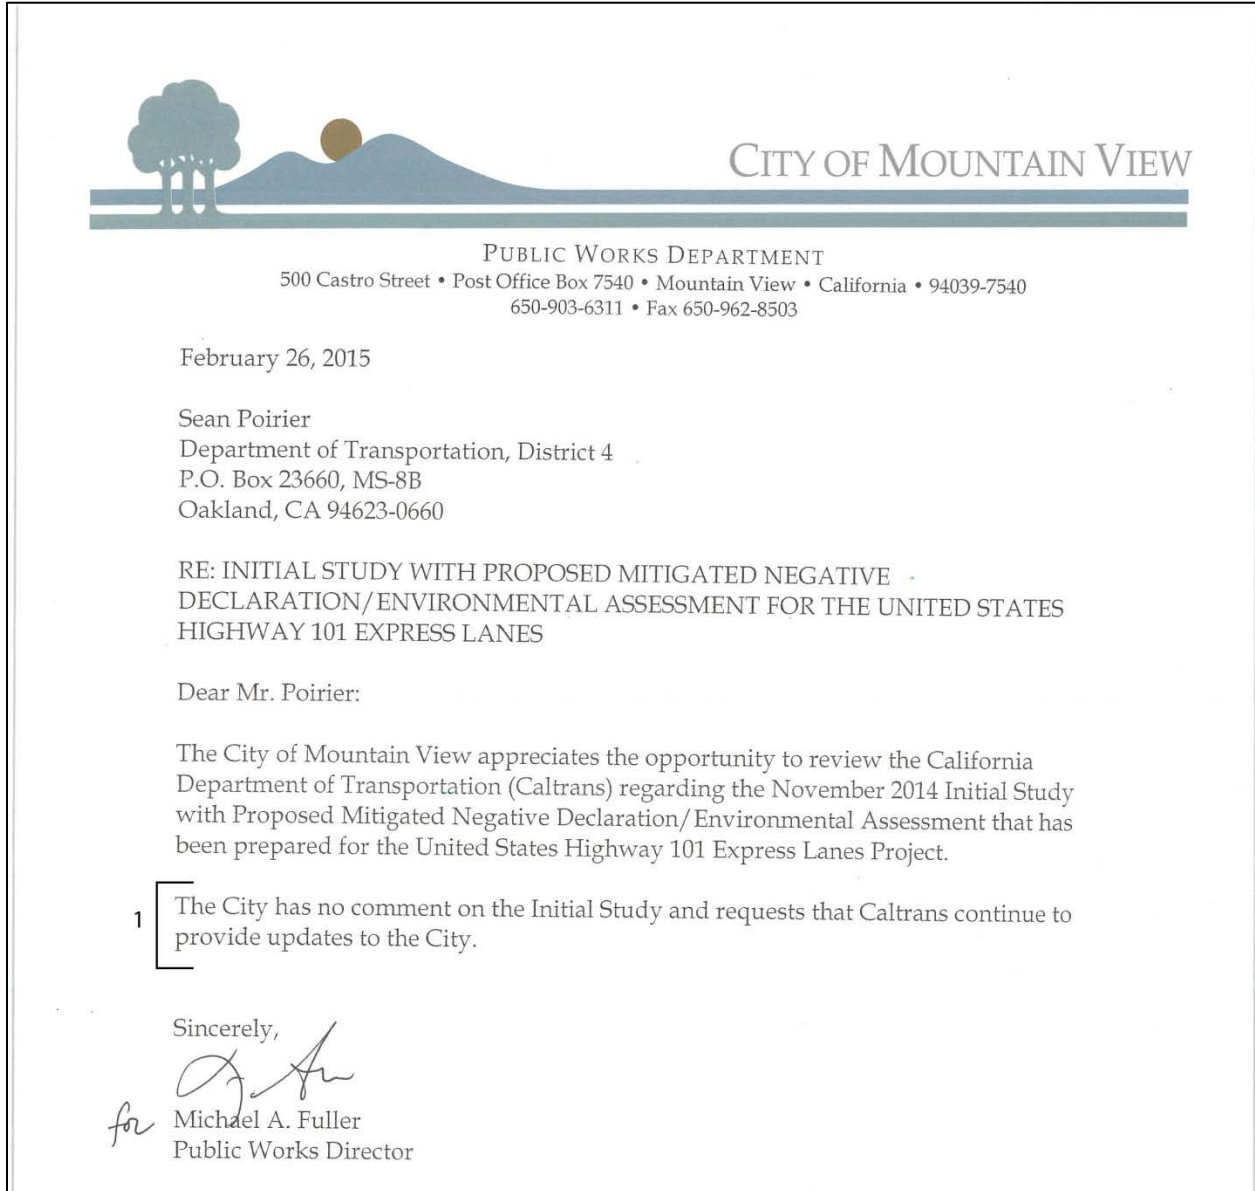 CITY OF MOUNTAIN VIEW
PUBLIC WORKS DEPARTMENT
500 Castro Street • Post Office Box 7540 • Mountain View • California • 94039-7540
650-903-6311 • Fax 650-962-8503
February 26, 2015
Sean Poirier
Department of Transportation, District 4
P.O. Box 23660, MS-8B
Oakland, CA 94623-0660
RE: INITIAL STUDY WITH PROPOSED MITIGATED NEGATIVE
DECLARATION/ENVIRONMENTAL ASSESSMENT FOR THE UNITED STATES
HIGHWAY 101 EXPRESS LANES
Dear Mr. Poirier:
The City of Mountain View appreciates the opportunity to review the California
Department of Transportation (Caltrans) regarding the November 2014 Initial Study
with Proposed Mitigated Negative Declaration/Environmental Assessment that has
been prepared for the United States Highway 101 Express Lanes Project.
1 The City has no comment on the Initial Study and requests that Caltrans continue to
provide updates to the City.
Sincerely,
for Michael A. Fuller
Public Works Director